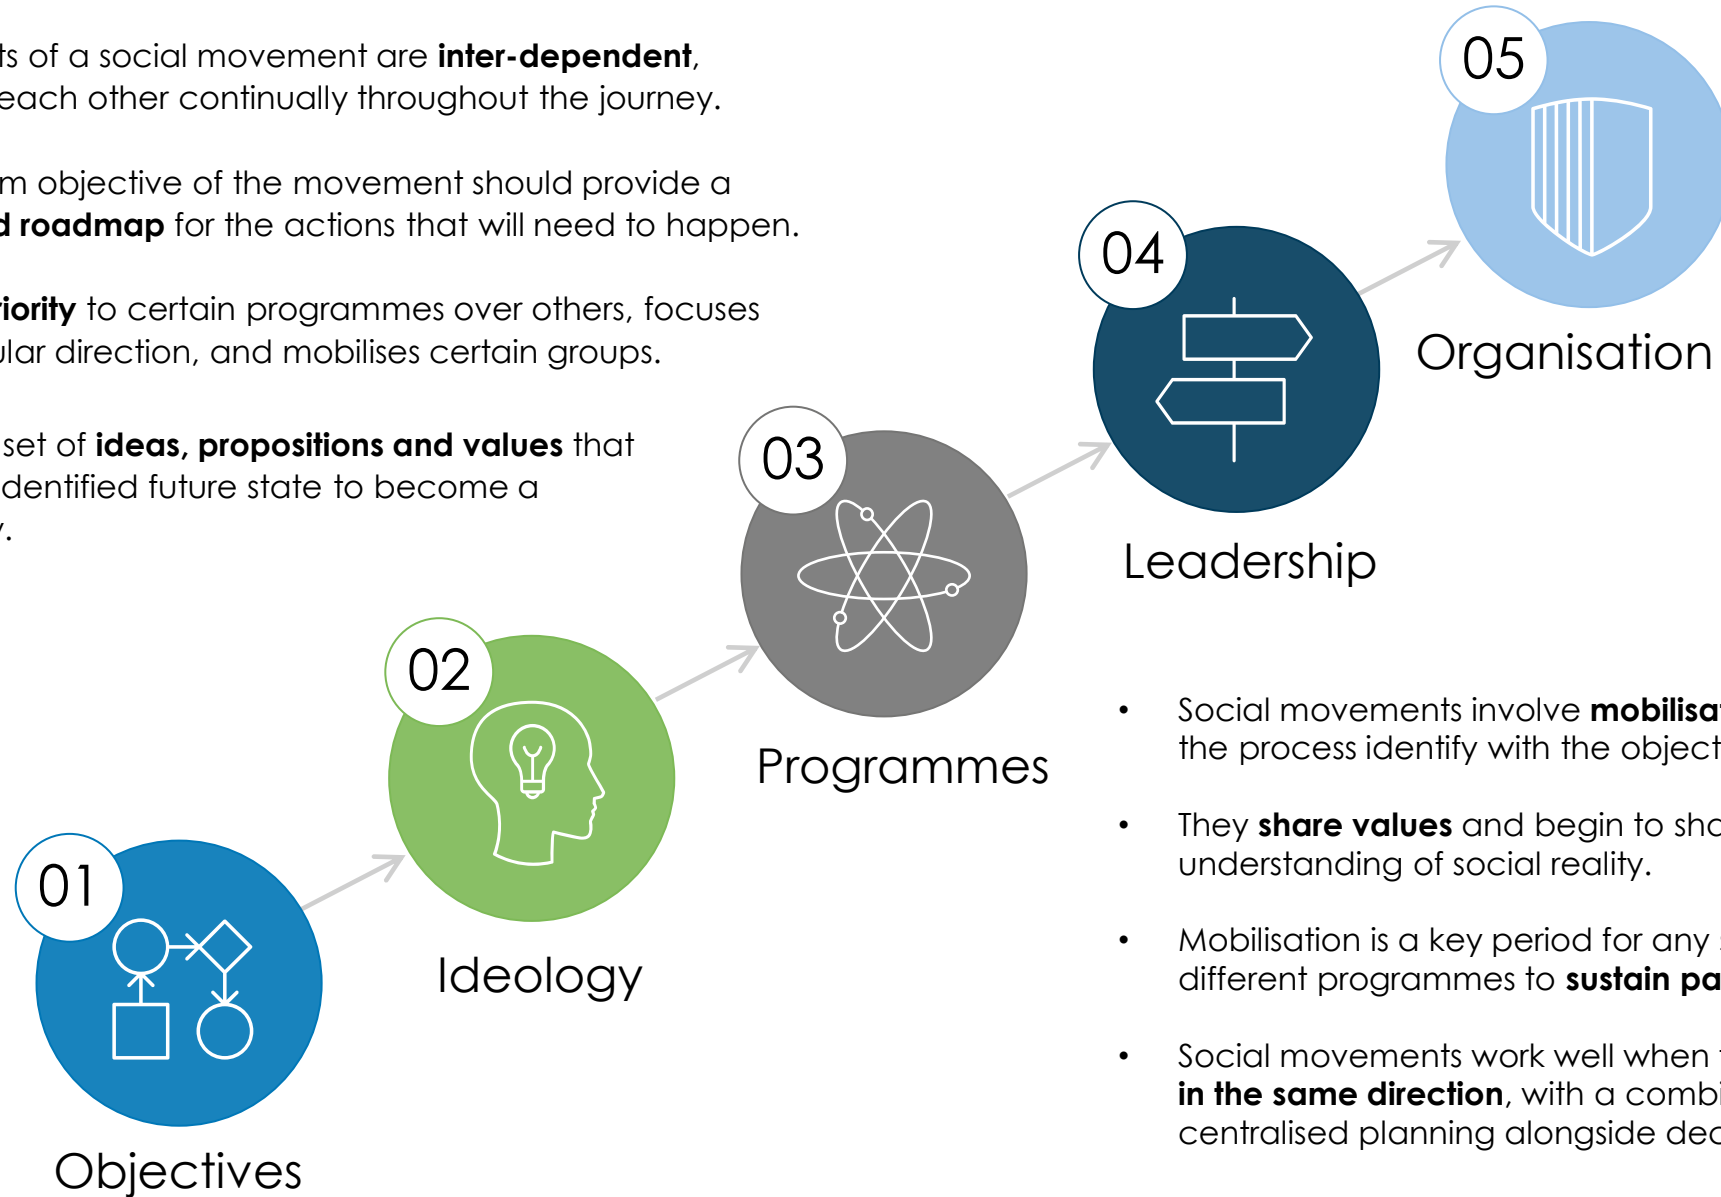 ts of a social movement are inter-dependent,
each other continually throughout the journey.
m objective of the movement should provide a
d roadmap for the actions that will need to happen.
riority to certain programmes over others, focuses
ular direction, and mobilises certain groups.
set of ideas, propositions and values that
dentified future state to become a
y.
05
Organisation
04
Leadership
03
Programmes
02
Ideology
01
Objectives
• Social movements involve mobilisa
the process identify with the object
• They share values and begin to sha
understanding of social reality.
• Mobilisation is a key period for any s
different programmes to sustain pa
• Social movements work well when t
in the same direction, with a combi
centralised planning alongside dec